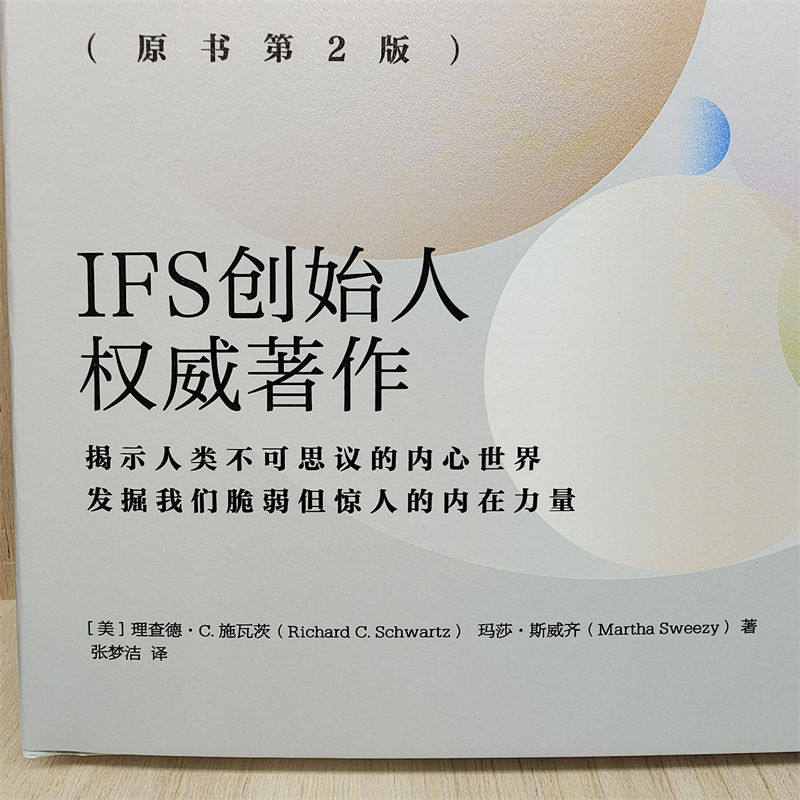 （原书第2版）
IFS创始人
权威著作
揭示人类不可思议的内心世界
发掘我们脆弱但惊人的内在力量
［美］理查德·C.施瓦茨（Richard C. Schwartz） 玛莎·斯威齐（Martha Sweezy）著
张梦洁 译